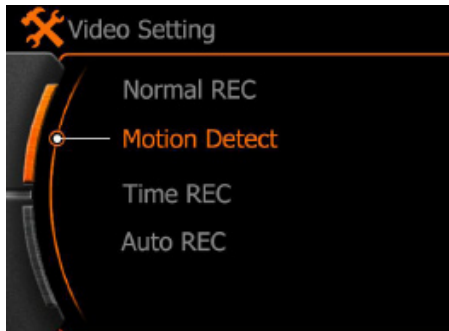 Video Setting
Normal REC
Motion Detect
Time REC
Auto REC